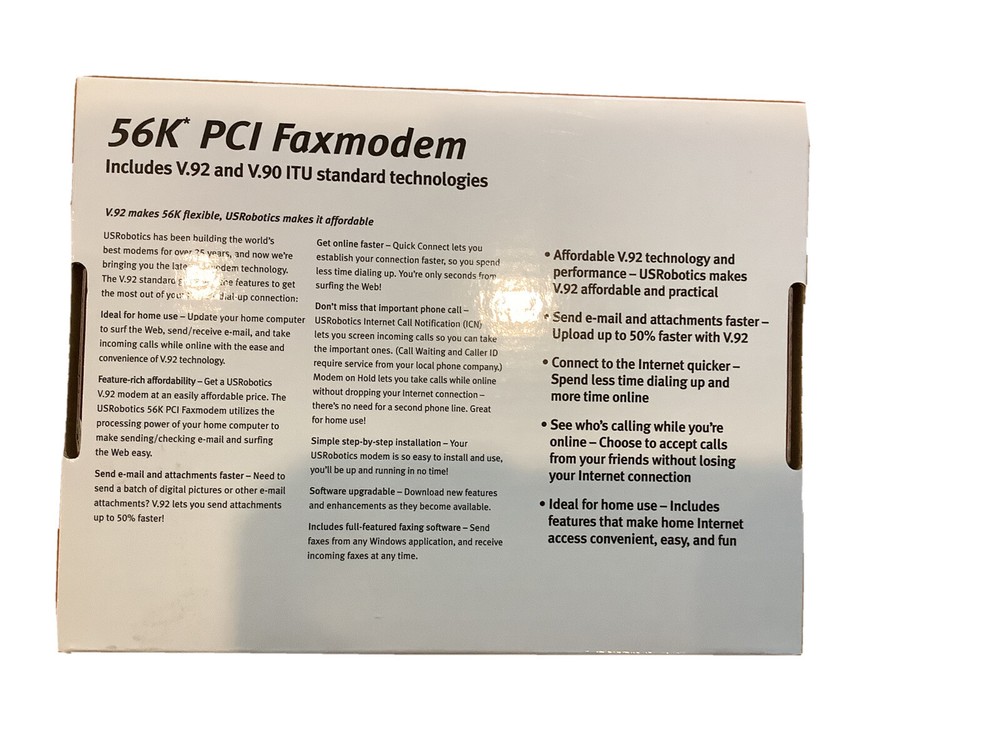 56K* PCI Faxmodem
Includes V.92 and V.90 ITU standard technologies
V.92 makes 56K flexible, USRobotics makes it affordable
USRobotics has been building the world's
best modems for over 25 years, and now we're
bringing you the modem technology.
The V.92 standard features to get
the most out of your dial-up connection:
Ideal for home use – Update your home computer
to surf the Web, send/receive e-mail, and take
incoming calls while online with the ease and
convenience of V.92 technology.
Feature-rich affordability – Get a USRobotics
V.92 modem at an easily affordable price. The
USRobotics 56K PCI Faxmodem utilizes the
processing power of your home computer to
make sending/checking e-mail and surfing
the Web easy.
Send e-mail and attachments faster – Need to
send a batch of digital pictures or other e-mail
attachments? V.92 lets you send attachments
up to 50% faster!
Get online faster – Quick Connect lets you
establish your connection faster, so you spend
less time dialing up. You're only seconds from
surfing the Web!
Don't miss that important phone call –
USRobotics Internet Call Notification (ICN)
lets you screen incoming calls so you can take
the important ones. (Call Waiting and Caller ID
require service from your local phone company.)
Modem on Hold lets you take calls while online
without dropping your Internet connection –
there's no need for a second phone line. Great
for home use!
Simple step-by-step installation – Your
USRobotics modem is so easy to install and use,
you'll be up and running in no time!
Software upgradable – Download new features
and enhancements as they become available.
Includes full-featured faxing software – Send
faxes from any Windows application, and receive
incoming faxes at any time.
• Affordable V.92 technology and
performance – USRobotics makes
V.92 affordable and practical
• Send e-mail and attachments faster –
Upload up to 50% faster with V.92
• Connect to the Internet quicker –
Spend less time dialing up and
more time online
• See who's calling while you're
online – Choose to accept calls
from your friends without losing
your Internet connection
• Ideal for home use – Includes
features that make home Internet
access convenient, easy, and fun